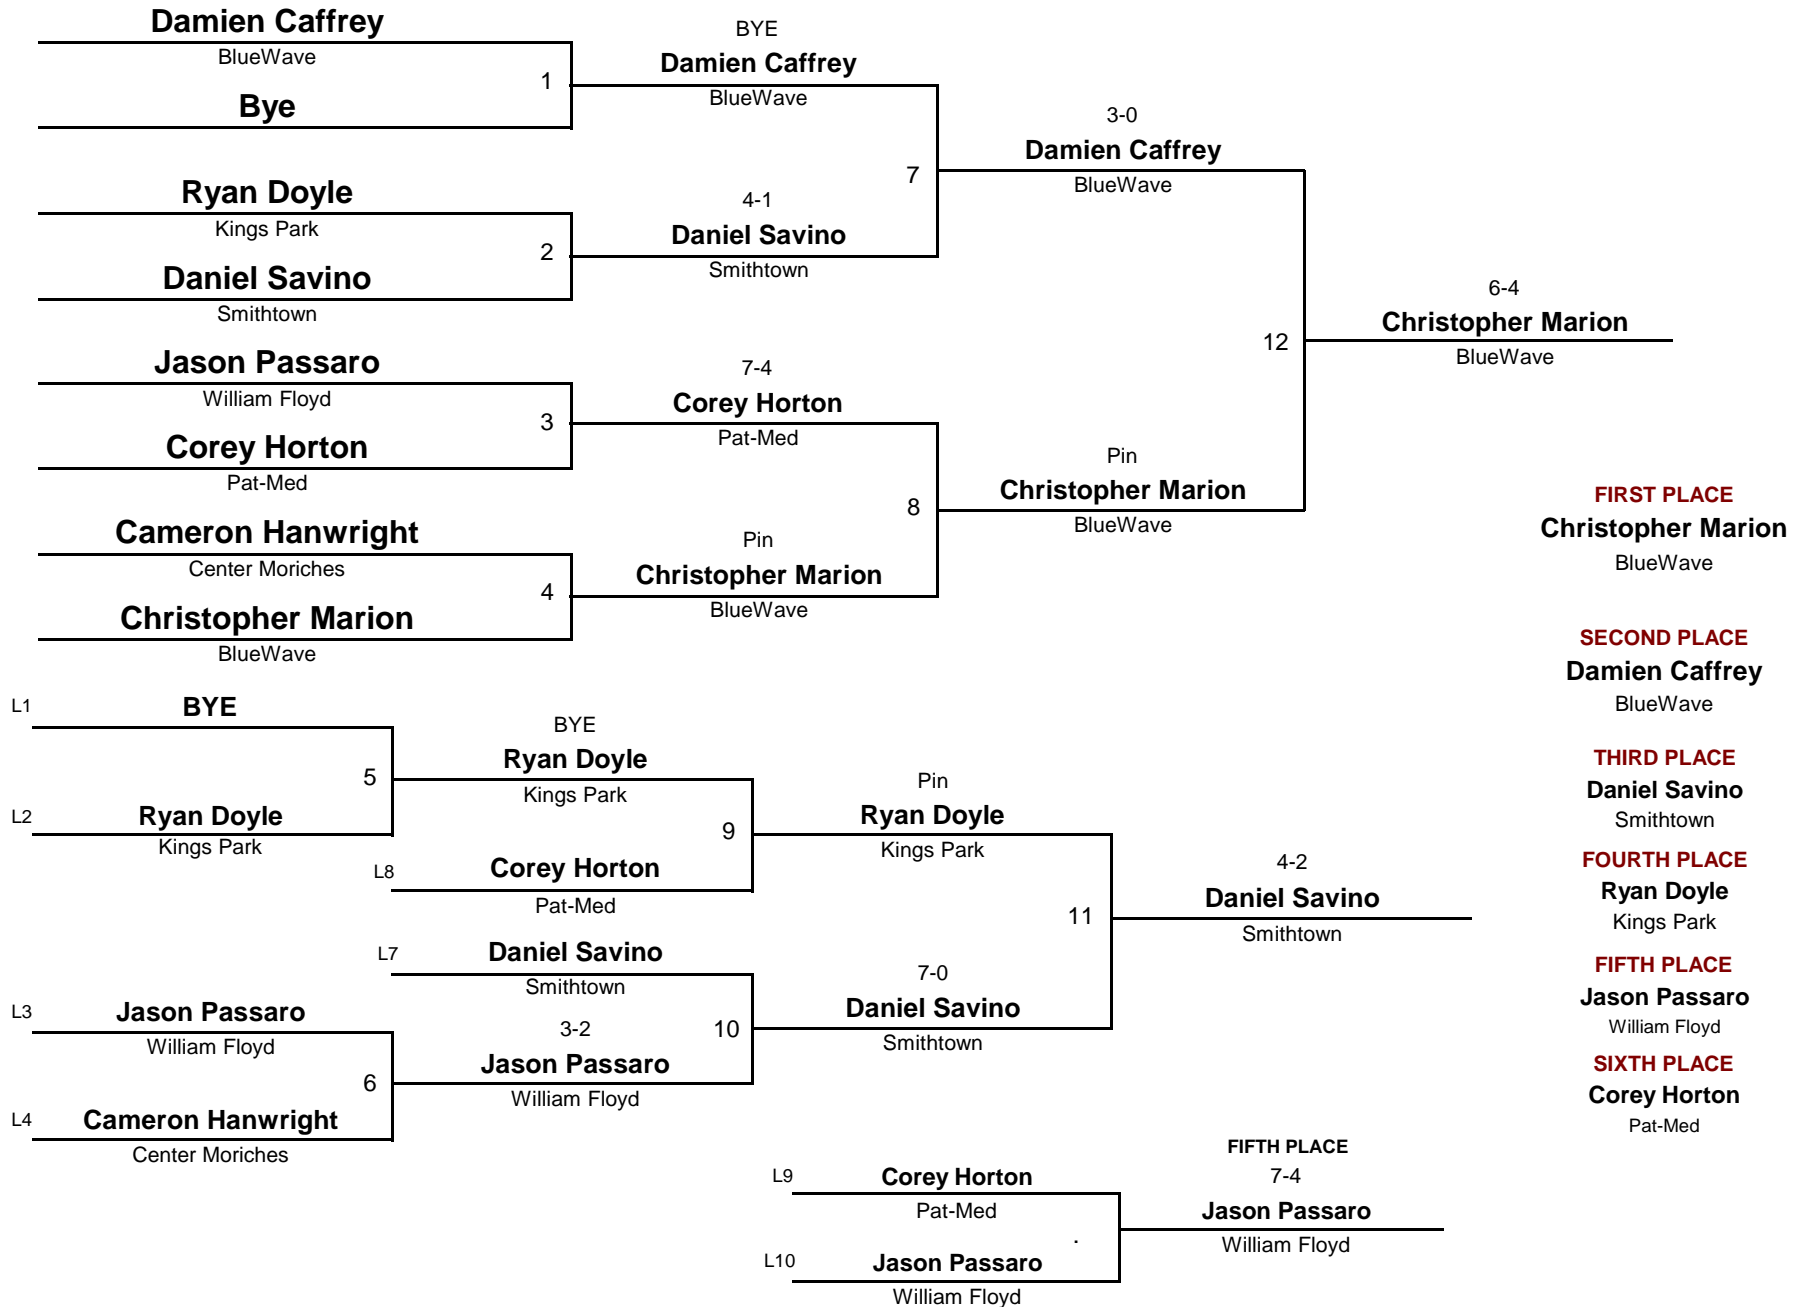 Damien Caffrey
BlueWave
1
Bye
BYE
Damien Caffrey
BlueWave
Ryan Doyle
Kings Park
2
Daniel Savino
Smithtown
4-1
Daniel Savino
Smithtown
7
3-0
Damien Caffrey
BlueWave
Jason Passaro
William Floyd
3
Corey Horton
Pat-Med
7-4
Corey Horton
Pat-Med
Cameron Hanwright
Center Moriches
4
Christopher Marion
BlueWave
Pin
Christopher Marion
BlueWave
8
Pin
Christopher Marion
BlueWave
12
6-4
Christopher Marion
BlueWave
FIRST PLACE
Christopher Marion
BlueWave
SECOND PLACE
Damien Caffrey
BlueWave
THIRD PLACE
Daniel Savino
Smithtown
FOURTH PLACE
Ryan Doyle
Kings Park
FIFTH PLACE
Jason Passaro
William Floyd
SIXTH PLACE
Corey Horton
Pat-Med
L1
BYE
5
L2
Ryan Doyle
Kings Park
BYE
Ryan Doyle
Kings Park
9
L8
Corey Horton
Pat-Med
Pin
Ryan Doyle
Kings Park
L7
Daniel Savino
Smithtown
10
L3
Jason Passaro
William Floyd
6
L4
Cameron Hanwright
Center Moriches
3-2
Jason Passaro
William Floyd
7-0
Daniel Savino
Smithtown
11
4-2
Daniel Savino
Smithtown
L9
Corey Horton
Pat-Med
.
L10
Jason Passaro
William Floyd
FIFTH PLACE
7-4
Jason Passaro
William Floyd